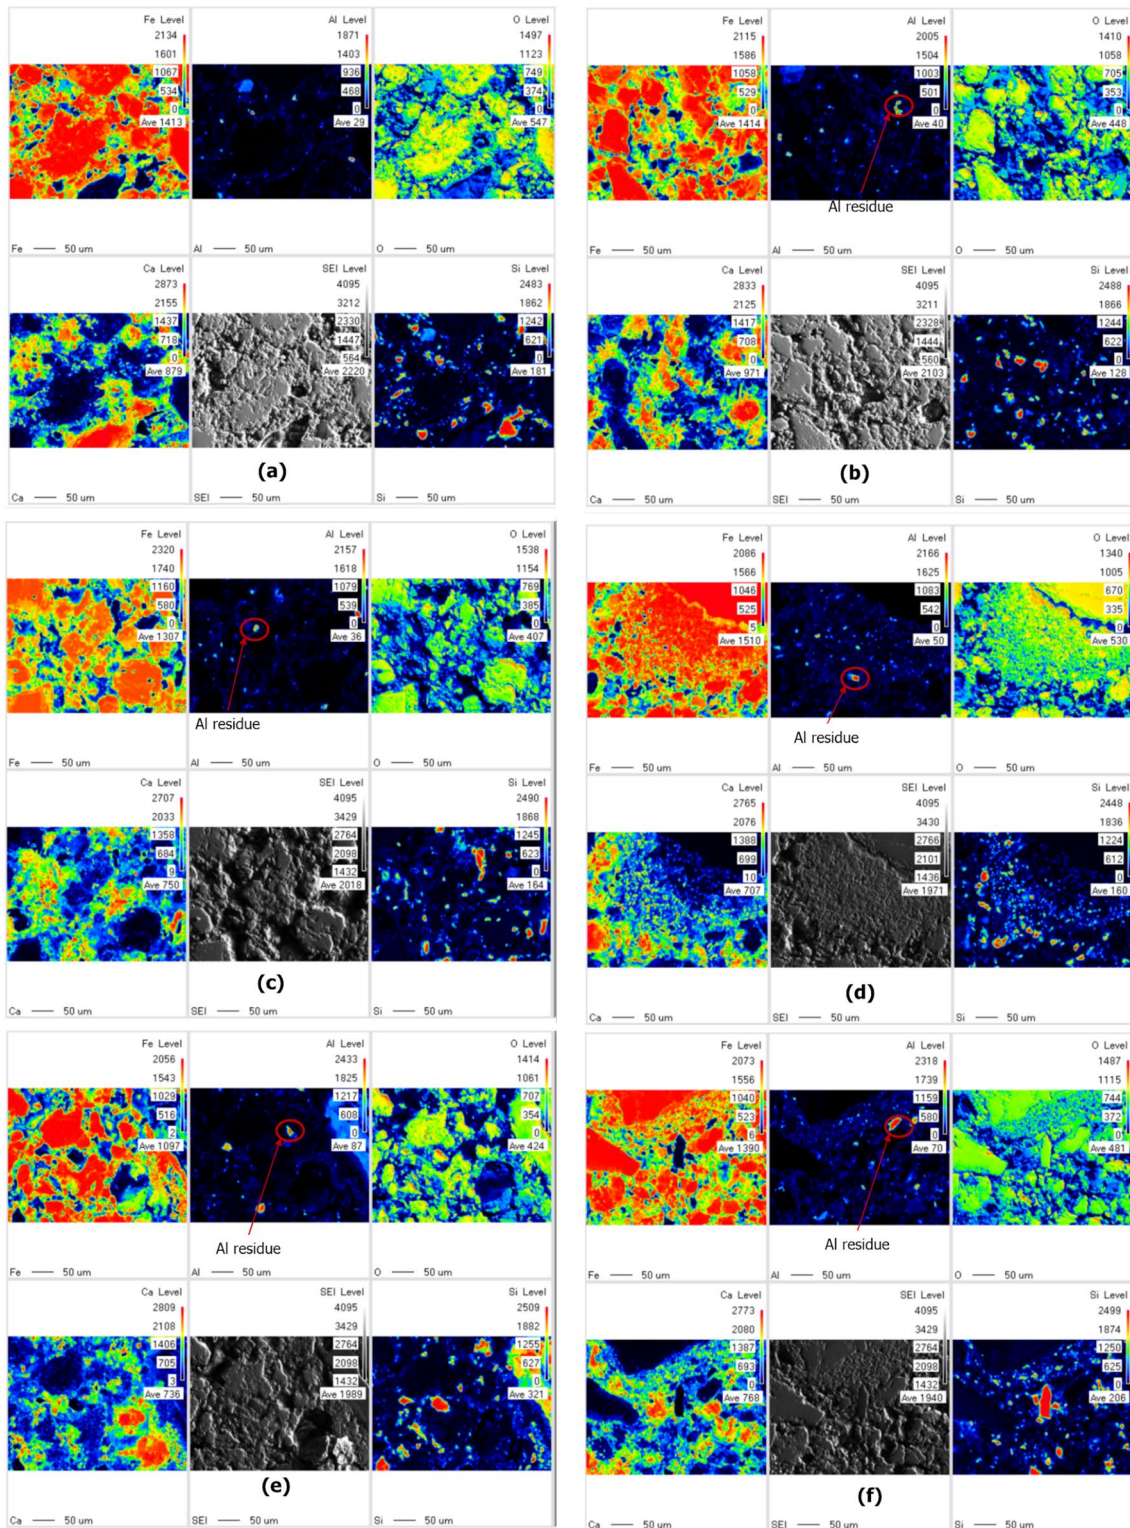 Fe Level
2134
1601
1067
534
0
Ave 1413
Fe 50 um
Al Level
1871
1403
936
468
0
Ave 29
Al 50 um
O Level
1497
1123
749
374
0
Ave 547
O 50 um
Ca Level
2873
2155
1437
718
0
Ave 879
Ca 50 um
SEI Level
4095
3212
2330
1447
564
Ave 2220
SEI 50 um
Si Level
2483
1862
1242
621
0
Ave 181
Si 50 um
(a)
Fe Level
2115
1586
1058
529
0
Ave 1414
Fe 50 um
Al Level
2005
1504
1003
501
0
Ave 40
Al residue
Al 50 um
O Level
1410
1058
705
353
0
Ave 448
O 50 um
Ca Level
2833
2125
1417
708
0
Ave 971
Ca 50 um
SEI Level
4095
3211
2328
1444
560
Ave 2103
SEI 50 um
Si Level
2488
1866
1244
622
0
Ave 128
Si 50 um
(b)
Fe Level
2320
1740
1160
580
0
Ave 1307
Fe 50 um
Al Level
2157
1618
1079
539
0
Ave 36
Al residue
Al 50 um
O Level
1538
1154
769
385
0
Ave 407
O 50 um
Ca Level
2707
2033
1358
684
9
Ave 750
Ca 50 um
SEI Level
4095
3429
2764
2098
1432
Ave 2018
SEI 50 um
Si Level
2490
1868
1245
623
0
Ave 164
Si 50 um
(c)
Fe Level
2086
1566
1046
525
5
Ave 1510
Fe 50 um
Al Level
2166
1625
1083
542
0
Ave 50
Al residue
Al 50 um
O Level
1340
1005
670
335
0
Ave 530
O 50 um
Ca Level
2765
2076
1388
699
10
Ave 707
Ca 50 um
SEI Level
4095
3430
2766
2101
1436
Ave 1971
SEI 50 um
Si Level
2448
1836
1224
612
0
Ave 160
Si 50 um
(d)
Fe Level
2056
1543
1029
516
2
Ave 1097
Fe 50 um
Al Level
2433
1825
1217
608
0
Ave 87
Al residue
Al 50 um
O Level
1414
1061
707
354
0
Ave 424
O 50 um
Ca Level
2809
2108
1406
705
3
Ave 736
Ca 50 um
SEI Level
4095
3429
2764
2098
1432
Ave 1989
SEI 50 um
Si Level
2509
1882
1255
627
0
Ave 321
Si 50 um
(e)
Fe Level
2073
1556
1040
523
6
Ave 1390
Fe 50 um
Al Level
2318
1739
1159
580
0
Ave 70
Al residue
Al 50 um
O Level
1487
1115
744
372
0
Ave 481
O 50 um
Ca Level
2773
2080
1387
693
0
Ave 768
Ca 50 um
SEI Level
4095
3429
2764
2098
1432
Ave 1940
SEI 50 um
Si Level
2499
1874
1250
625
0
Ave 206
Si 50 um
(f)